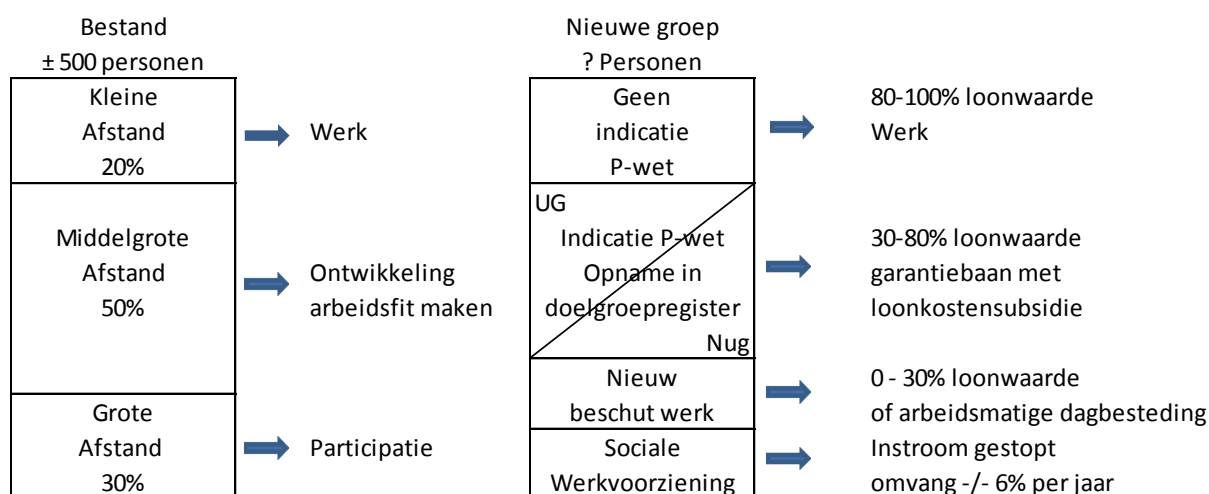 Bestand
± 500 personen
Kleine
Afstand
20%
Werk
Middelgrote
Afstand
50%
Ontwikkeling
arbeidsfit maken
Grote
Afstand
30%
Participatie
Nieuwe groep
? Personen
Geen
indicatie
P-wet
80-100% loonwaarde
Werk
UG
Indicatie P-wet
Opname in
doelgroepregister
Nug
30-80% loonwaarde
garantiebaan met
loonkostensubsidie
Nieuw
beschut werk
0 - 30% loonwaarde
of arbeidsmatige dagbesteding
Sociale
Werkvoorziening
Instroom gestopt
omvang -/- 6% per jaar